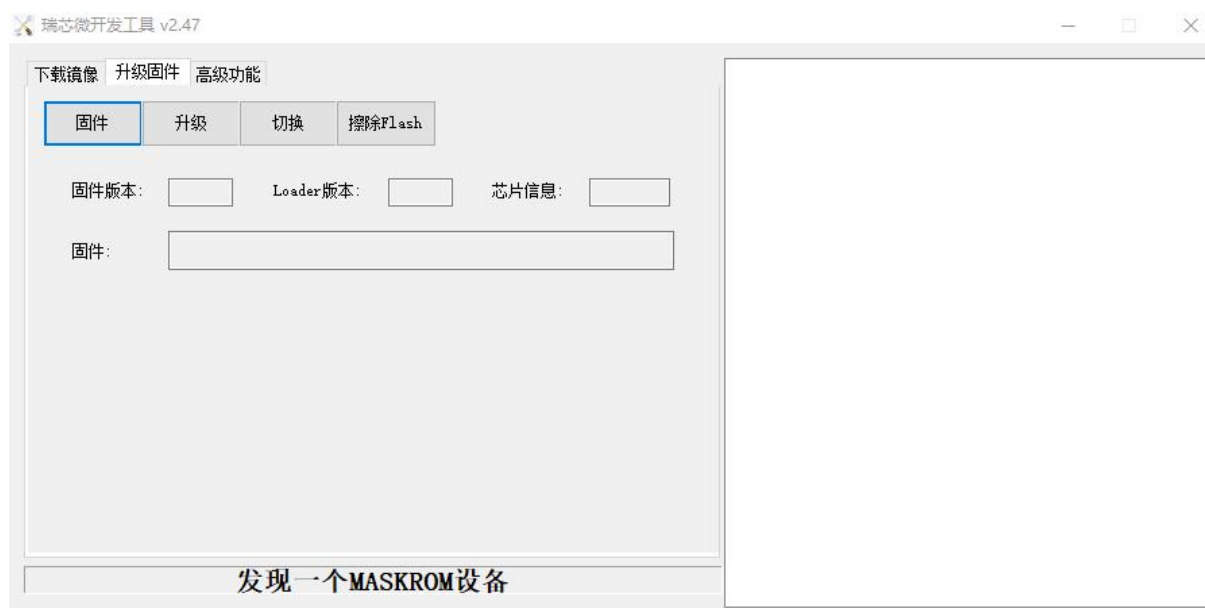 瑞芯微开发工具 v2.47
下载镜像 升级固件 高级功能
固件 升级 切换 擦除Flash
固件版本: Loader版本: 芯片信息:
固件:
发现一个MASKROM设备